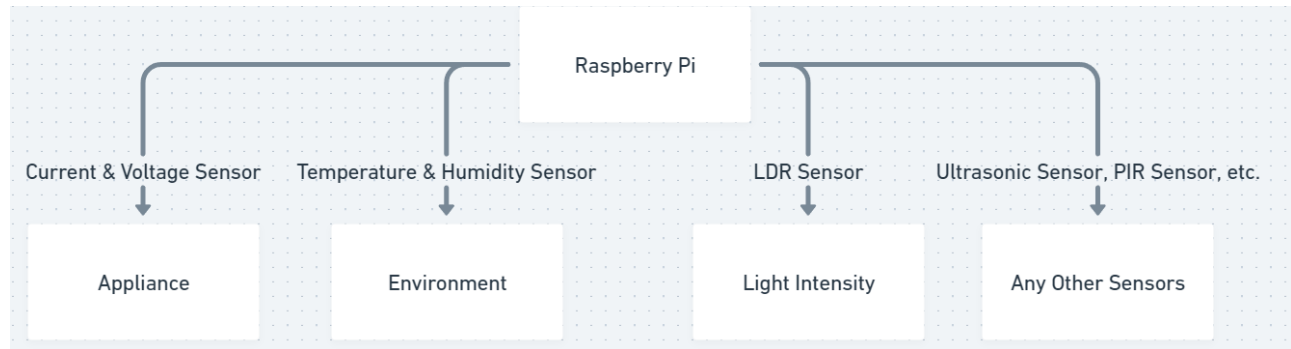 Raspberry Pi
Current & Voltage Sensor
Temperature & Humidity Sensor
LDR Sensor
Ultrasonic Sensor, PIR Sensor, etc.
Appliance
Environment
Light Intensity
Any Other Sensors